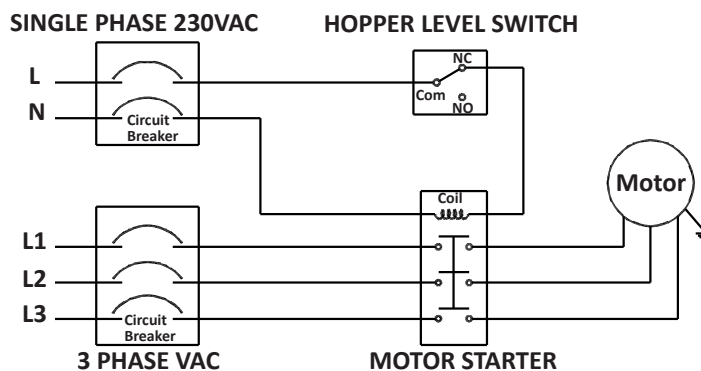 SINGLE PHASE 230VAC
HOPPER LEVEL SWITCH
L
N
Circuit
Breaker
NC
Com
NO
Coil
Motor
L1
L2
L3
Circuit
Breaker
3 PHASE VAC
MOTOR STARTER